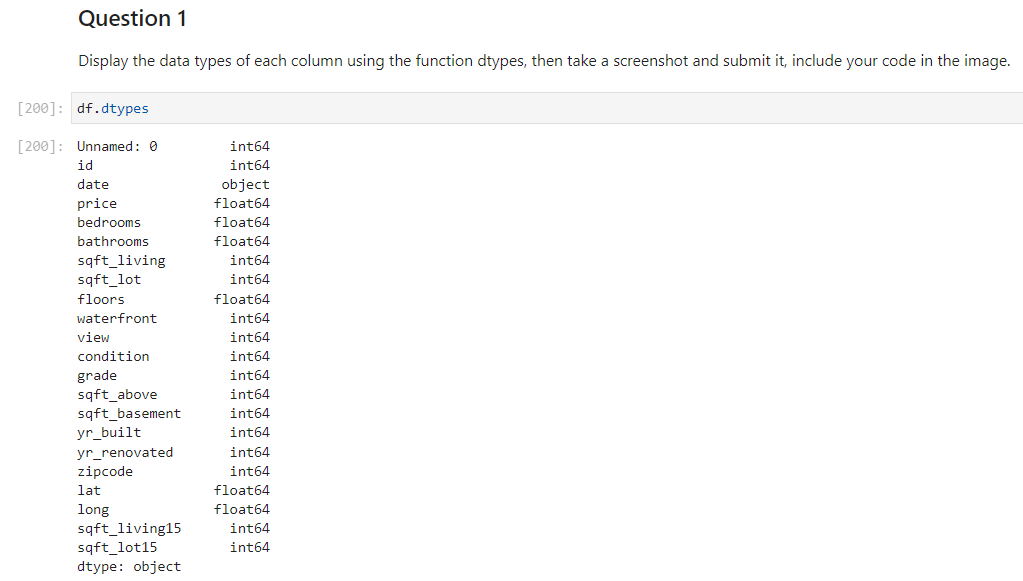 Question 1
Display the data types of each column using the function dtypes, then take a screenshot and submit it, include your code in the image.
[200]: df.dtypes
[200]: Unnamed: 0 int64
id int64
date object
price float64
bedrooms float64
bathrooms float64
sqft_living int64
sqft_lot int64
floors float64
waterfront int64
view int64
condition int64
grade int64
sqft_above int64
sqft_basement int64
yr_built int64
yr_renovated int64
zipcode int64
lat float64
long float64
sqft_living15 int64
sqft_lot15 int64
dtype: object